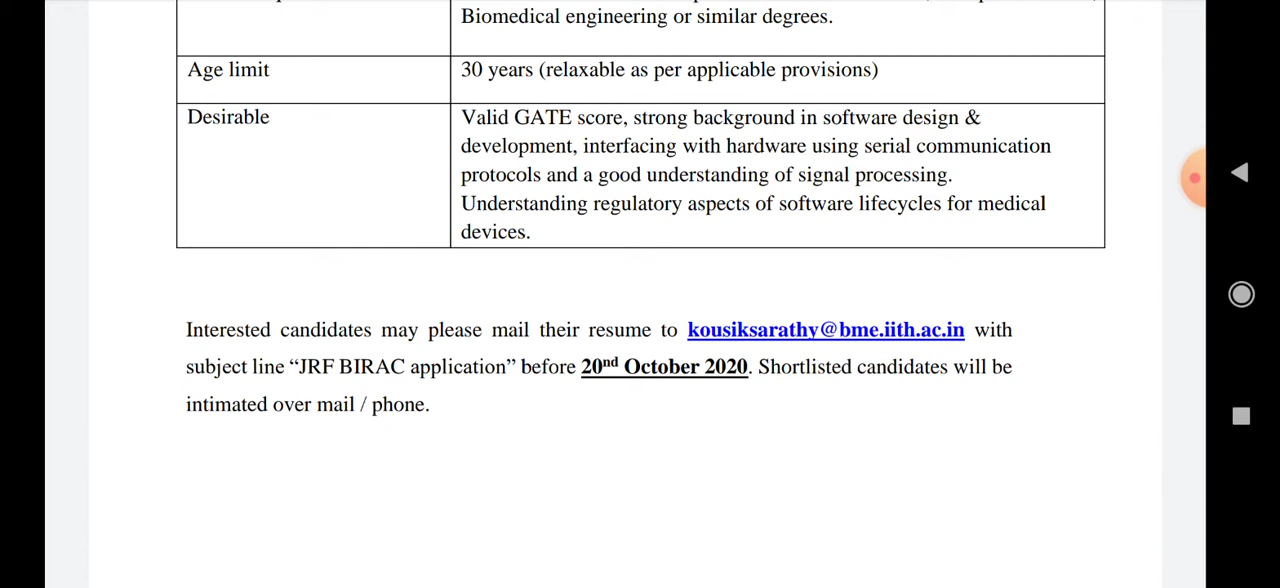 Biomedical engineering or similar degrees.
Age limit
30 years (relaxable as per applicable provisions)
Desirable
Valid GATE score, strong background in software design &
development, interfacing with hardware using serial communication
protocols and a good understanding of signal processing.
Understanding regulatory aspects of software lifecycles for medical
devices.
Interested candidates may please mail their resume to kousiksarathy@bme.iith.ac.in with
subject line “JRF BIRAC application” before 20nd October 2020. Shortlisted candidates will be
intimated over mail / phone.